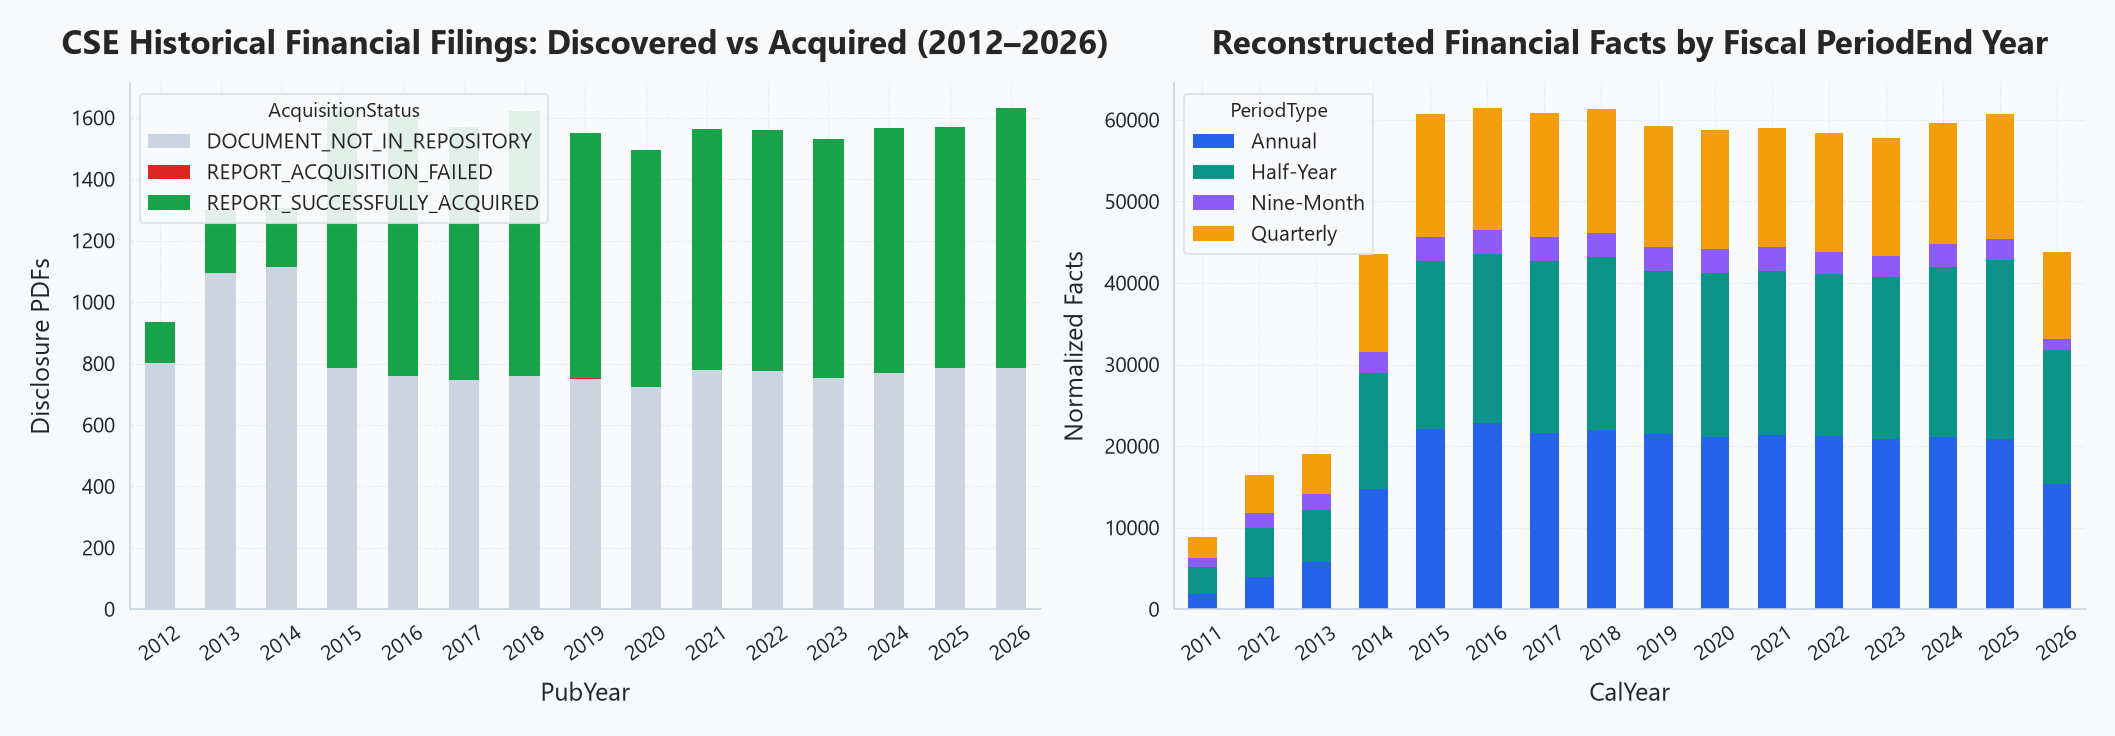 CSE Historical Financial Filings: Discovered vs Acquired (2012–2026)
AcquisitionStatus
DOCUMENT_NOT_IN_REPOSITORY
REPORT_ACQUISITION_FAILED
REPORT_SUCCESSFULLY_ACQUIRED
Disclosure PDFs
1600
1400
1200
1000
800
600
400
200
0
2012 2013 2014 2015 2016 2017 2018 2019 2020 2021 2022 2023 2024 2025 2026
PubYear
Reconstructed Financial Facts by Fiscal PeriodEnd Year
PeriodType
Annual
Half-Year
Nine-Month
Quarterly
Normalized Facts
60000
50000
40000
30000
20000
10000
0
2011 2012 2013 2014 2015 2016 2017 2018 2019 2020 2021 2022 2023 2024 2025 2026
CalYear